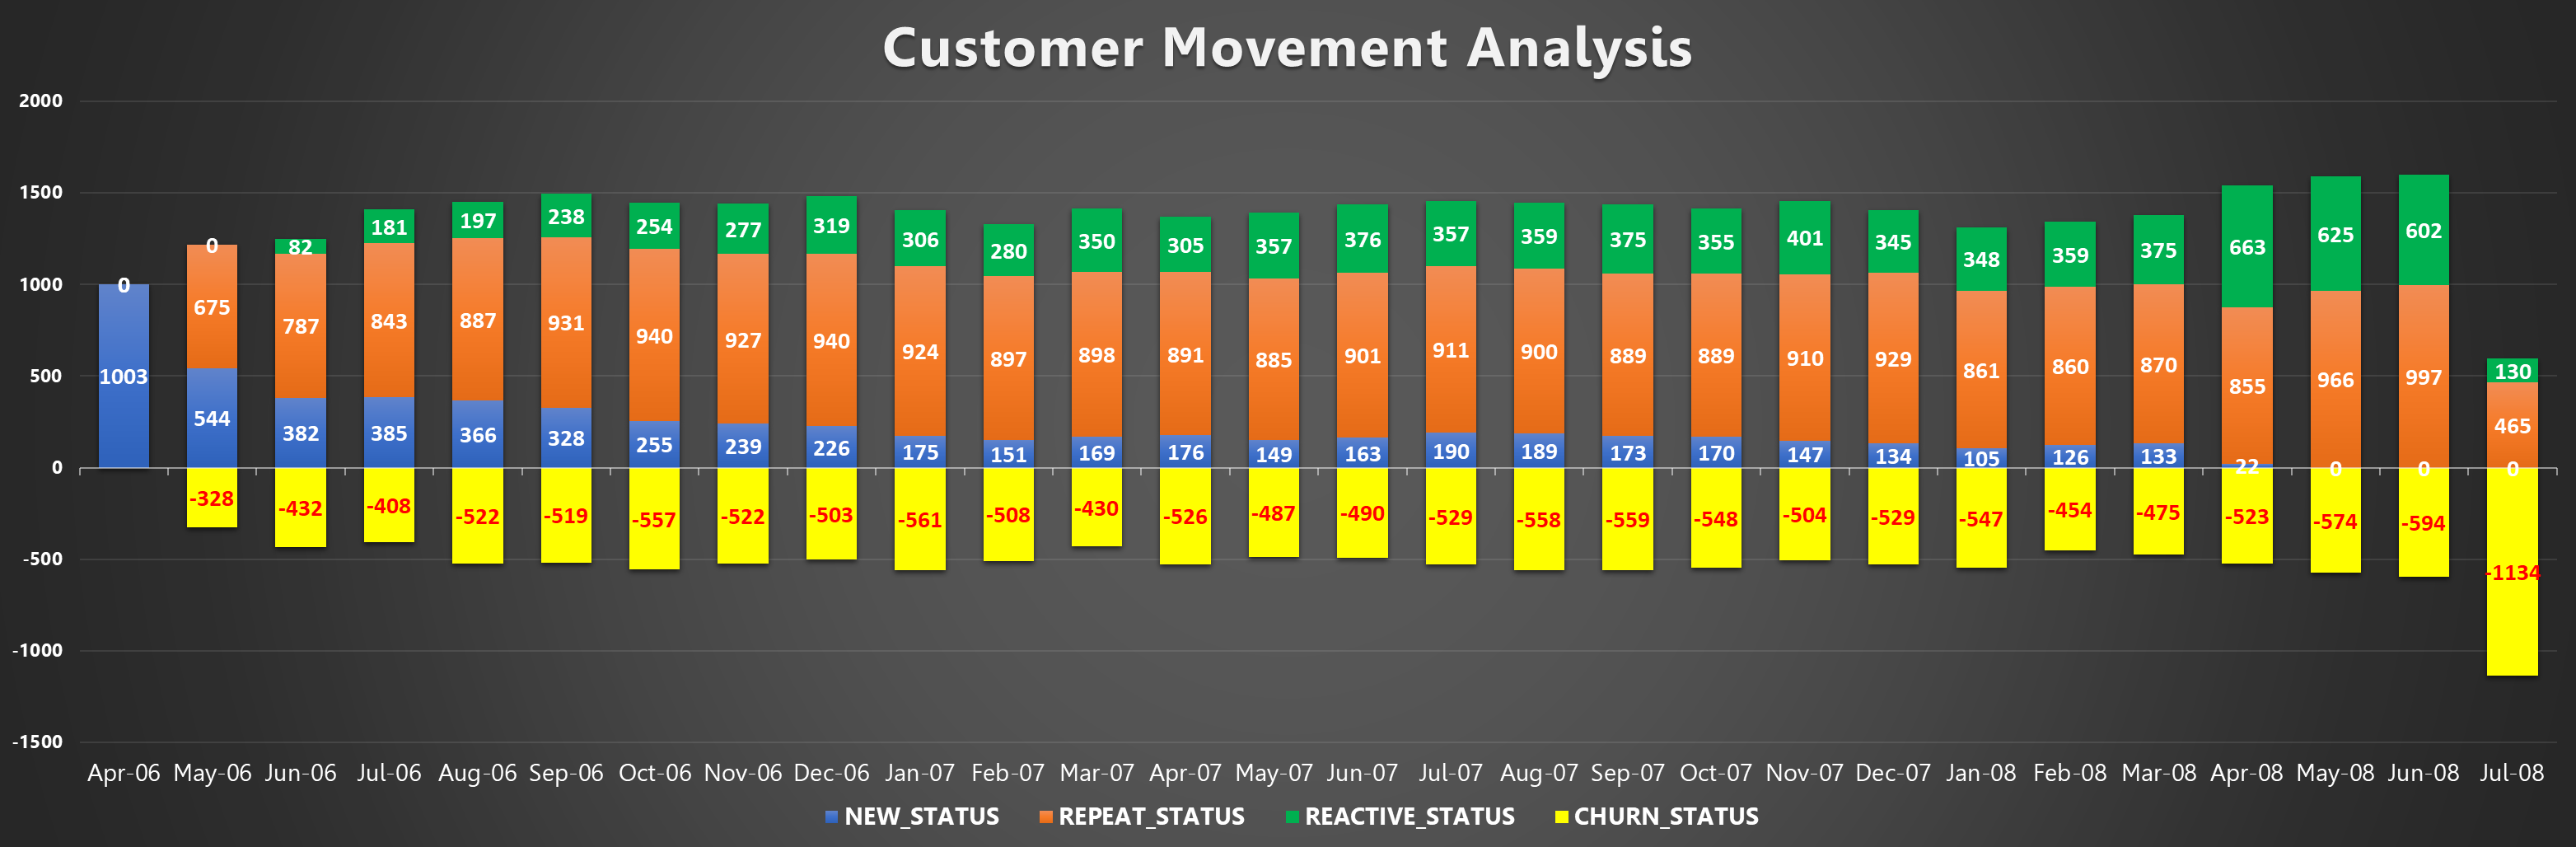 Customer Movement Analysis
2000
1500
1000
500
0
-500
-1000
-1500
0 0 82 181 197 238 254 277 319 306 280 350 305 357 376 357 359 375 355 401 345 348 359 375 663 625 602 130
675 787 843 887 931 940 927 940 924 897 898 891 885 901 911 900 889 889 910 929 861 860 870 855 966 997 465
1003 544 382 385 366 328 255 239 226 175 151 169 176 149 163 190 189 173 170 147 134 105 126 133 22 0 0 0
-328 -432 -408 -522 -519 -557 -522 -503 -561 -508 -430 -526 -487 -490 -529 -558 -559 -548 -504 -529 -547 -454 -475 -523 -574 -594 -1134
Apr-06 May-06 Jun-06 Jul-06 Aug-06 Sep-06 Oct-06 Nov-06 Dec-06 Jan-07 Feb-07 Mar-07 Apr-07 May-07 Jun-07 Jul-07 Aug-07 Sep-07 Oct-07 Nov-07 Dec-07 Jan-08 Feb-08 Mar-08 Apr-08 May-08 Jun-08 Jul-08
NEW_STATUS REPEAT_STATUS REACTIVE_STATUS CHURN_STATUS